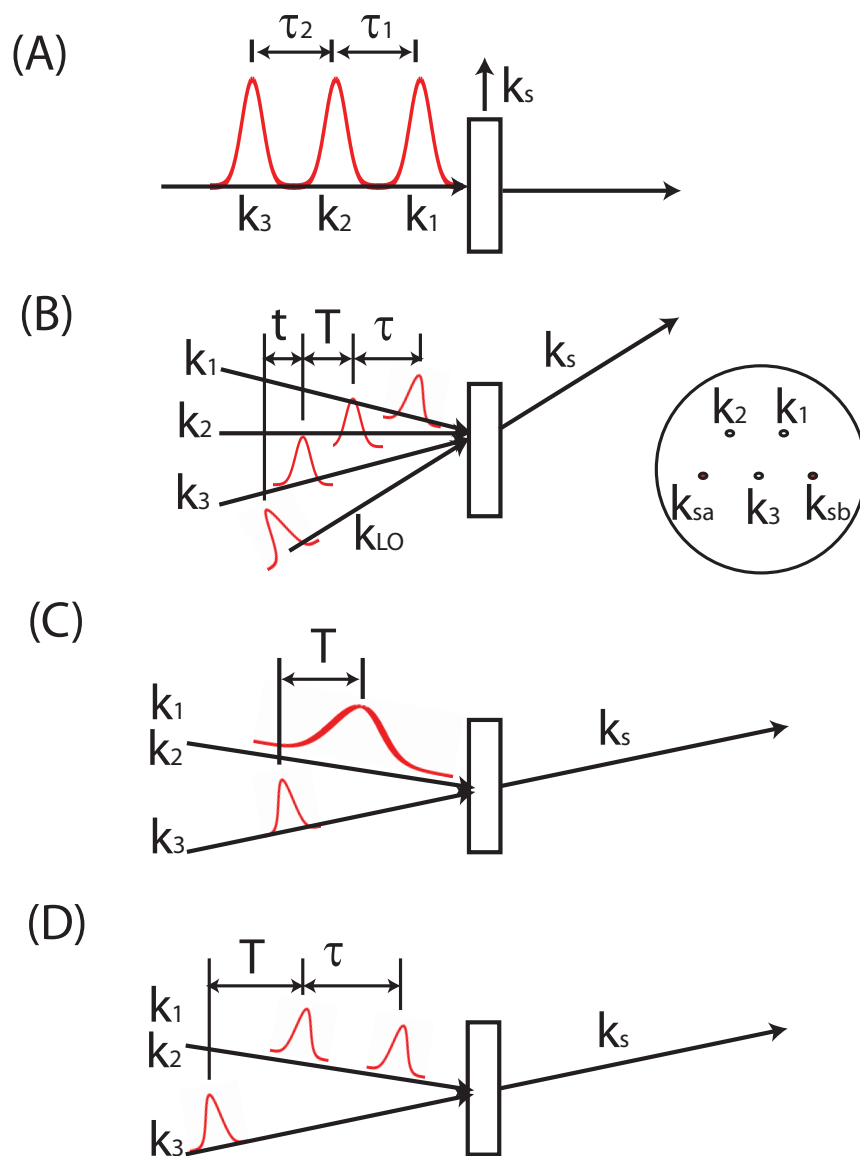 (A)
τ2 τ1
ks
k3 k2 k1
(B)
t T τ
k1
ks
k2
k3
kLO
k2 k1
ksa k3 ksb
(C)
T
k1
k2
ks
k3
(D)
T τ
k1
k2
ks
k3